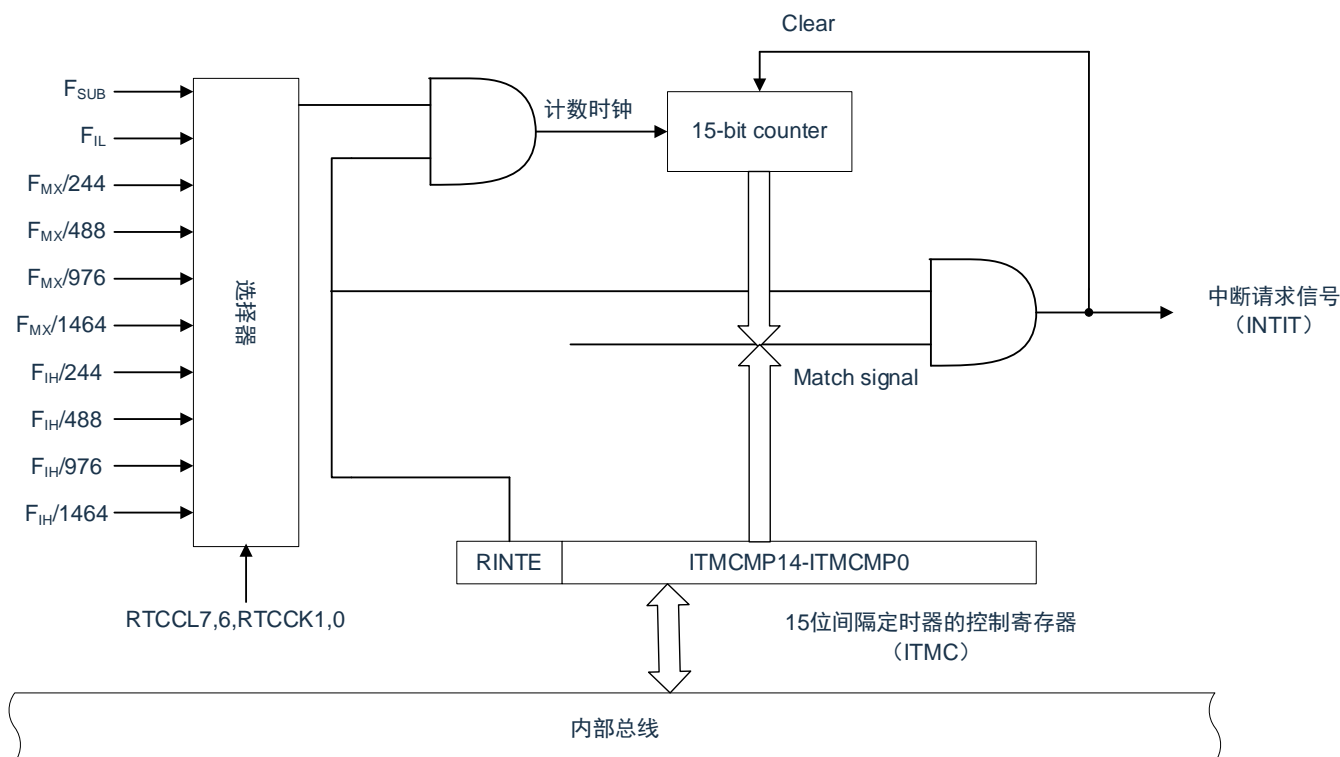 Clear
F_SUB
F_IL
F_MX/244
F_MX/488
F_MX/976
F_MX/1464
F_IH/244
F_IH/488
F_IH/976
F_IH/1464
选择器
计数时钟
15-bit counter
中断请求信号
（INTIT）
Match signal
RINTE
ITMCMP14-ITMCMP0
RTCCL7,6,RTCCK1,0
15位间隔定时器的控制寄存器
（ITMC）
内部总线